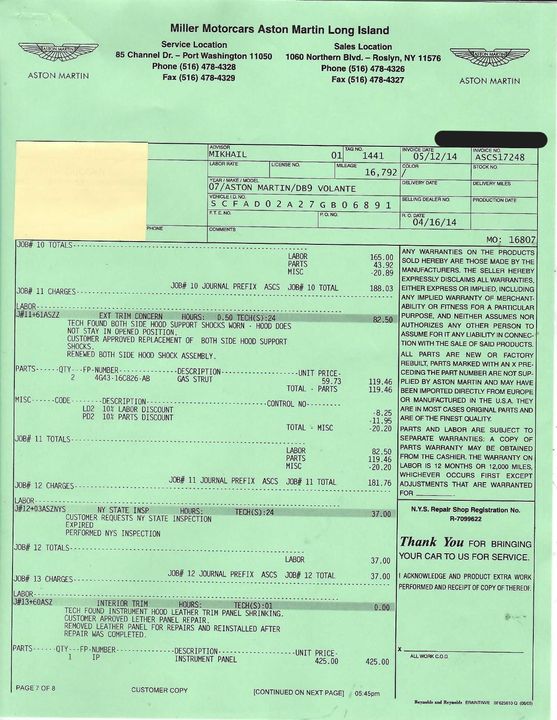 Miller Motorcars Aston Martin Long Island
Service Location
85 Channel Dr. – Port Washington 11050
Phone (516) 478-4328
Fax (516) 478-4329
Sales Location
1060 Northern Blvd. – Roslyn, NY 11576
Phone (516) 478-4326
Fax (516) 478-4327
ASTON MARTIN
ASTON MARTIN
ADVISOR
MIKHAIL
TAG NO.
01 1441
INVOICE DATE
05/12/14
INVOICE NO.
ASCS17248
LABOR RATE
LICENSE NO.
MILEAGE
16,792
COLOR
/
STOCK NO.
YEAR / MAKE / MODEL
07/ASTON MARTIN/DB9 VOLANTE
DELIVERY DATE
DELIVERY MILES
VEHICLE I.D. NO.
S C F A D 0 2 A 2 7 G B 0 6 8 9 1
SELLING DEALER NO.
PRODUCTION DATE
F.T.E. NO.
P.O. NO.
R.O. DATE
04/16/14
PHONE
COMMENTS
MO: 16807
JOB# 10 TOTALS
LABOR 165.00
PARTS 43.92
MISC -20.89
JOB# 10 JOURNAL PREFIX ASCS JOB# 10 TOTAL 188.03
JOB# 11 CHARGES
LABOR
J#11+61ASZZ EXT TRIM CONCERN HOURS: 0.50 TECH(S):24 82.50
TECH FOUND BOTH SIDE HOOD SUPPORT SHOCKS WORN - HOOD DOES
NOT STAY IN OPENED POSITION.
CUSTOMER APPROVED REPLACEMENT OF BOTH SIDE HOOD SUPPORT
SHOCKS.
RENEWED BOTH SIDE HOOD SHOCK ASSEMBLY.
PARTS------QTY---FP-NUMBER---------------DESCRIPTION--------------------UNIT PRICE-
2 4G43-16C826-AB GAS STRUT 59.73 119.46
TOTAL - PARTS 119.46
MISC-----CODE--------DESCRIPTION--------------------CONTROL NO---------
LD2 10% LABOR DISCOUNT -8.25
PD2 10% PARTS DISCOUNT -11.95
TOTAL - MISC -20.20
JOB# 11 TOTALS
LABOR 82.50
PARTS 119.46
MISC -20.20
JOB# 11 JOURNAL PREFIX ASCS JOB# 11 TOTAL 181.76
JOB# 12 CHARGES
LABOR
J#12+03ASZNYS NY STATE INSP HOURS: TECH(S):24 37.00
CUSTOMER REQUESTS NY STATE INSPECTION
EXPIRED
PERFORMED NYS INSPECTION
JOB# 12 TOTALS
LABOR 37.00
JOB# 12 JOURNAL PREFIX ASCS JOB# 12 TOTAL 37.00
JOB# 13 CHARGES
LABOR
J#13+60ASZ INTERIOR TRIM HOURS: TECH(S):01 0.00
TECH FOUND INSTRUMENT HOOD LEATHER TRIM PANEL SHRINKING.
CUSTOMER APROVED LETHER PANEL REPAIR.
REMOVED LEATHER PANEL FOR REPAIRS AND REINSTALLED AFTER
REPAIR WAS COMPLETED.
PARTS------QTY---FP-NUMBER---------------DESCRIPTION--------------------UNIT PRICE-
1 IP INSTRUMENT PANEL 425.00 425.00
ANY WARRANTIES ON THE PRODUCTS
SOLD HEREBY ARE THOSE MADE BY THE
MANUFACTURERS. THE SELLER HEREBY
EXPRESSLY DISCLAIMS ALL WARRANTIES,
EITHER EXPRESS OR IMPLIED, INCLUDING
ANY IMPLIED WARRANTY OF MERCHANT-
ABILITY OR FITNESS FOR A PARTICULAR
PURPOSE, AND NEITHER ASSUMES NOR
AUTHORIZES ANY OTHER PERSON TO
ASSUME FOR IT ANY LIABILITY IN CONNEC-
TION WITH THE SALE OF SAID PRODUCTS.
ALL PARTS ARE NEW OR FACTORY
REBUILT, PARTS MARKED WITH AN X PRE-
CEDING THE PART NUMBER ARE NOT SUP-
PLIED BY ASTON MARTIN AND MAY HAVE
BEEN IMPORTED DIRECTLY FROM EUROPE
OR MANUFACTURED IN THE U.S.A. THEY
ARE IN MOST CASES ORIGINAL PARTS AND
ARE OF THE FINEST QUALITY.
PARTS AND LABOR ARE SUBJECT TO
SEPARATE WARRANTIES: A COPY OF
PARTS WARRANTY MAY BE OBTAINED
FROM THE CASHIER. THE WARRANTY ON
LABOR IS 12 MONTHS OR 12,000 MILES,
WHICHEVER OCCURS FIRST EXCEPT
ADJUSTMENTS THAT ARE WARRANTED
FOR
N.Y.S. Repair Shop Registration No.
R-7099622
Thank You FOR BRINGING
YOUR CAR TO US FOR SERVICE.
I ACKNOWLEDGE AND PRODUCT EXTRA WORK
PERFORMED AND RECEIPT OF COPY OF THEREOF.
X
ALL WORK C.O.D.
PAGE 7 OF 8 CUSTOMER COPY [CONTINUED ON NEXT PAGE] 05:45pm